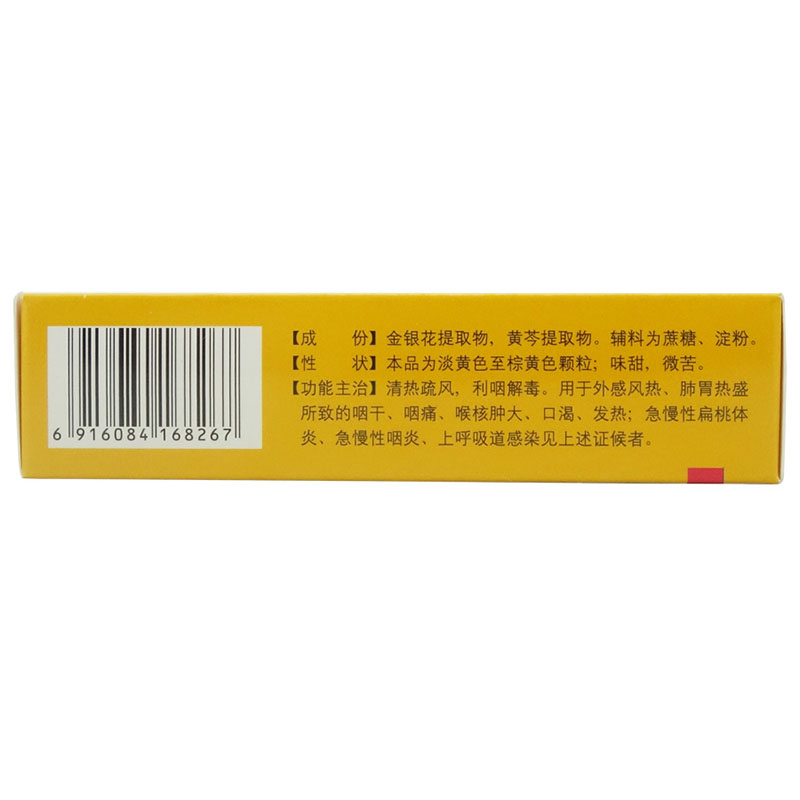 【成　　份】金银花提取物，黄芩提取物。辅料为蔗糖、淀粉。
【性　　状】本品为淡黄色至棕黄色颗粒；味甜，微苦。
【功能主治】清热疏风，利咽解毒。用于外感风热、肺胃热盛
所致的咽干、咽痛、喉核肿大、口渴、发热；急慢性扁桃体
炎、急慢性咽炎、上呼吸道感染见上述证候者。
6 916084 168267